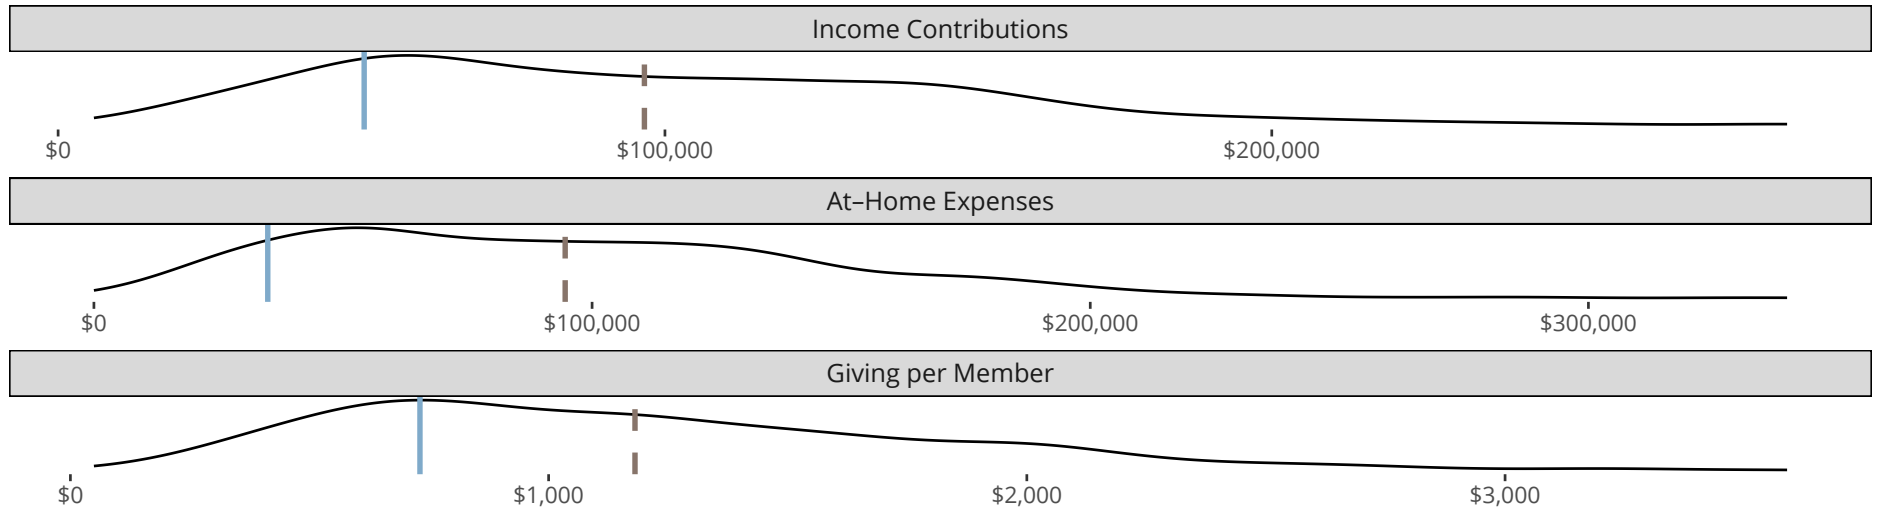 Income Contributions
$0 $100,000 $200,000
At–Home Expenses
$0 $100,000 $200,000 $300,000
Giving per Member
$0 $1,000 $2,000 $3,000